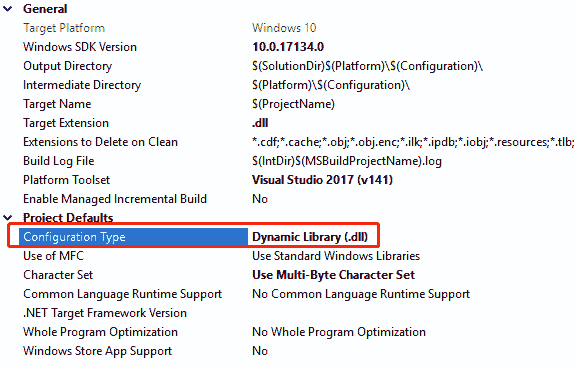 General
Target Platform Windows 10
Windows SDK Version 10.0.17134.0
Output Directory $(SolutionDir)$(Platform)\$(Configuration)\
Intermediate Directory $(Platform)\$(Configuration)\
Target Name $(ProjectName)
Target Extension .dll
Extensions to Delete on Clean *.cdf;*.cache;*.obj;*.obj.enc;*.ilk;*.ipdb;*.iobj;*.resources;*.tlb;
Build Log File $(IntDir)$(MSBuildProjectName).log
Platform Toolset Visual Studio 2017 (v141)
Enable Managed Incremental Build No
Project Defaults
Configuration Type Dynamic Library (.dll)
Use of MFC Use Standard Windows Libraries
Character Set Use Multi-Byte Character Set
Common Language Runtime Support No Common Language Runtime Support
.NET Target Framework Version
Whole Program Optimization No Whole Program Optimization
Windows Store App Support No